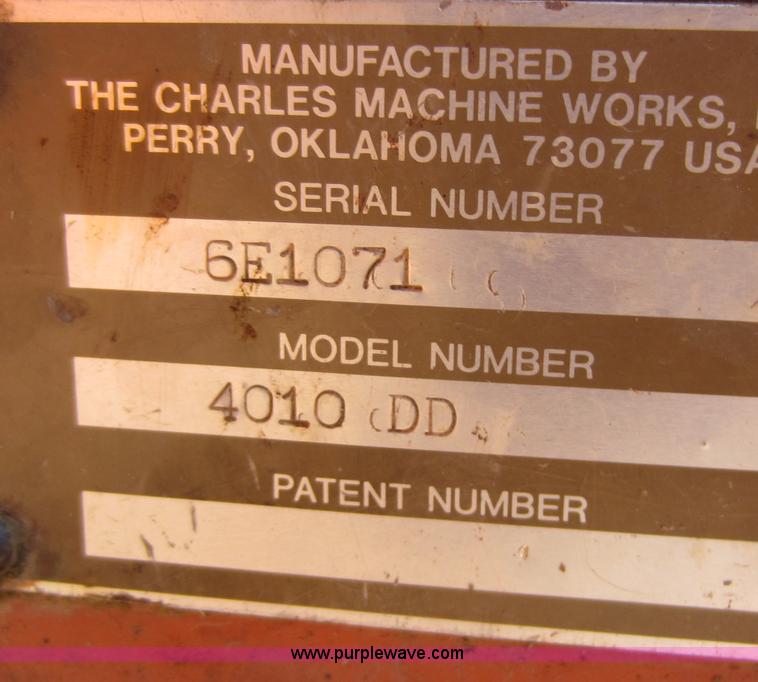 MANUFACTURED BY
THE CHARLES MACHINE WORKS,
PERRY, OKLAHOMA 73077 USA
SERIAL NUMBER
6E1071
MODEL NUMBER
4010 DD
PATENT NUMBER
www.purplewave.com